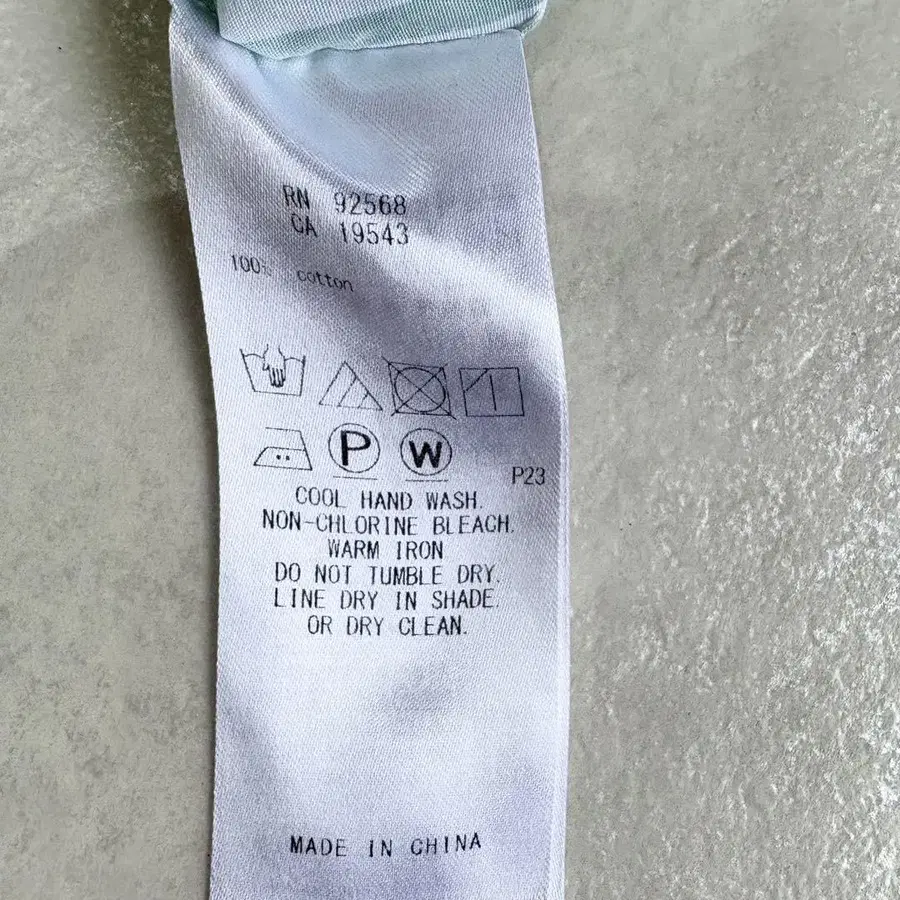 RN 92568
CA 19543
100% cotton
P W
P23
COOL HAND WASH.
NON-CHLORINE BLEACH.
WARM IRON
DO NOT TUMBLE DRY.
LINE DRY IN SHADE.
OR DRY CLEAN.
MADE IN CHINA